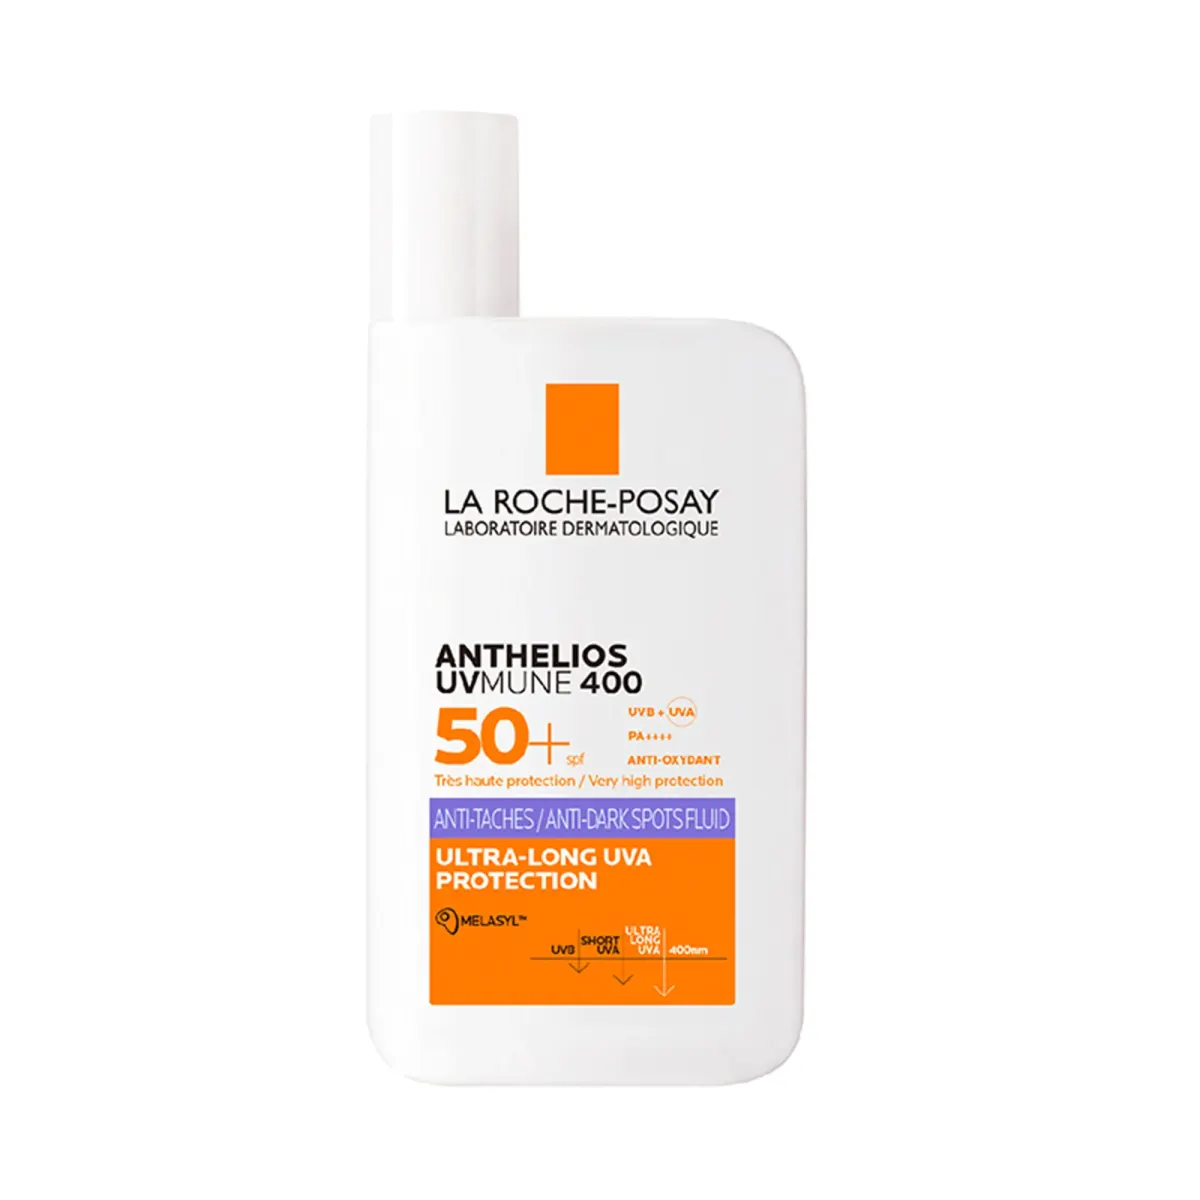 LA ROCHE-POSAY
LABORATOIRE DERMATOLOGIQUE
ANTHELIOS
UVMUNE 400
50+ spf
UVB + UVA
PA++++
ANTI-OXYDANT
Très haute protection / Very high protection
ANTI-TACHES / ANTI-DARK SPOTS FLUID
ULTRA-LONG UVA
PROTECTION
MELASYL™
UVB
SHORT
UVA
ULTRA
LONG
UVA
400nm